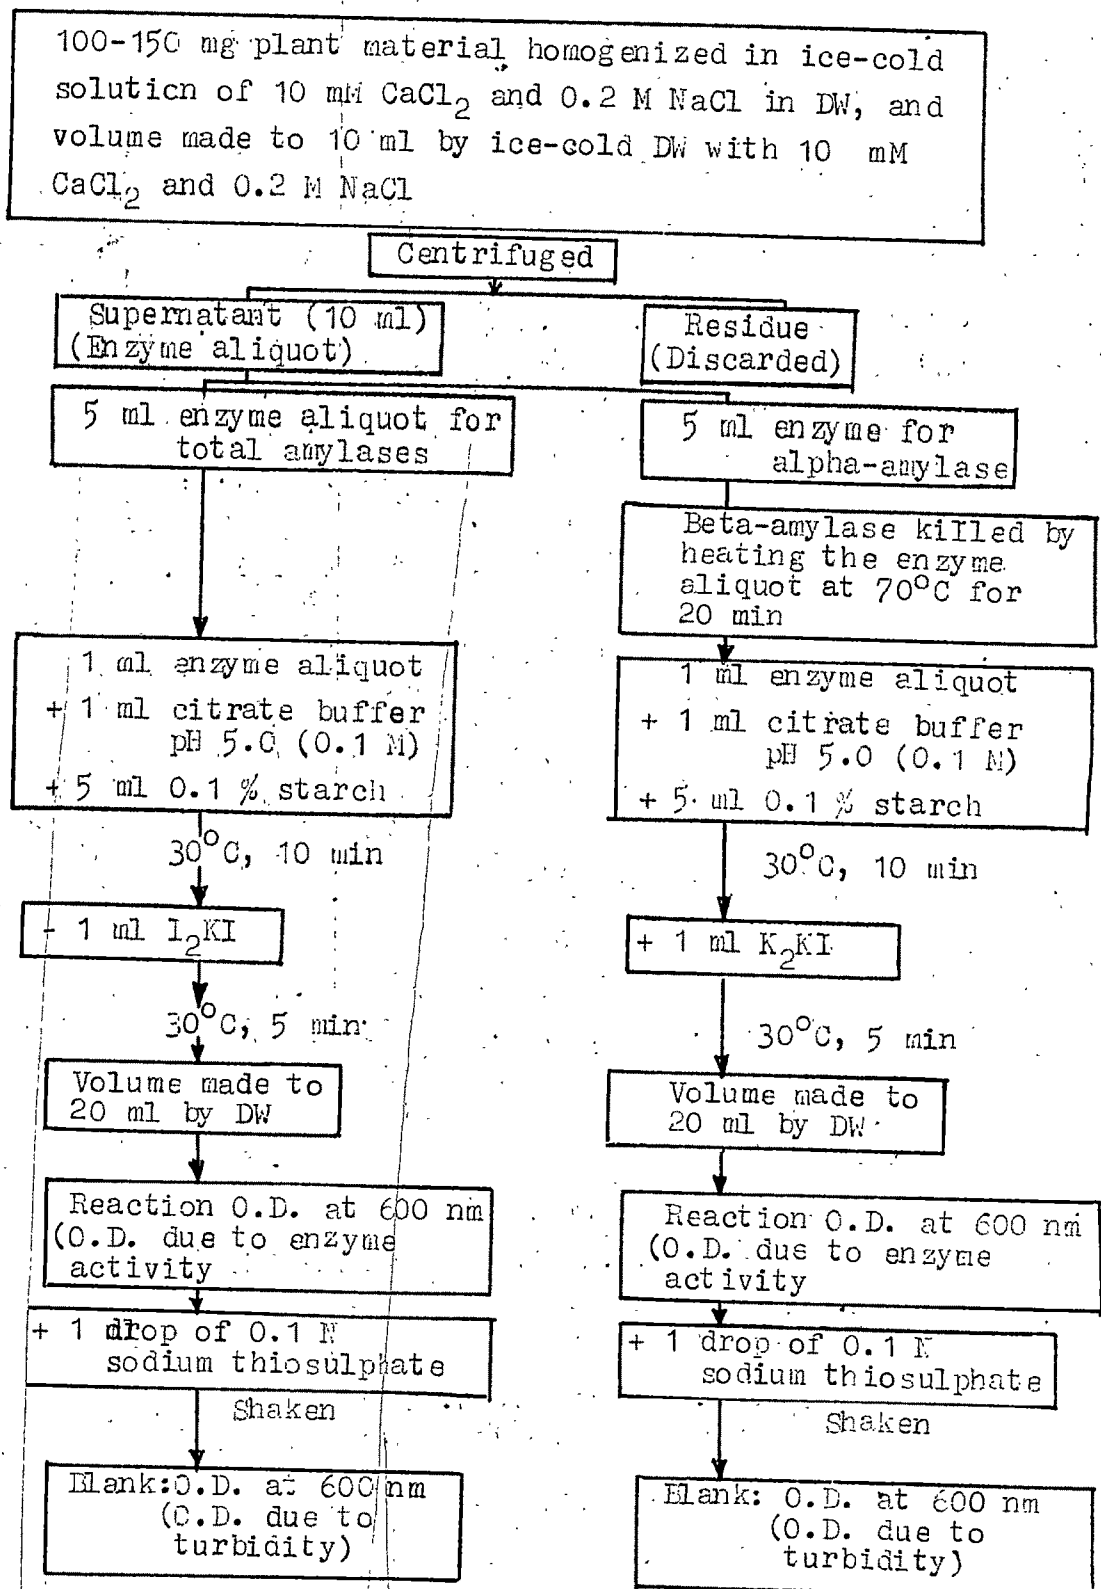 100-150 mg plant material homogenized in ice-cold
solution of 10 mM CaCl2 and 0.2 M NaCl in DW, and
volume made to 10 ml by ice-cold DW with 10 mM
CaCl2 and 0.2 M NaCl
Centrifuged
Supernatant (10 ml)
(Enzyme aliquot)
Residue
(Discarded)
5 ml enzyme aliquot for
total amylases
5 ml enzyme for
alpha-amylase
Beta-amylase killed by
heating the enzyme
aliquot at 70°C for
20 min
1 ml enzyme aliquot
+ 1 ml citrate buffer
pH 5.0 (0.1 M)
+ 5 ml 0.1 % starch
1 ml enzyme aliquot
+ 1 ml citrate buffer
pH 5.0 (0.1 M)
+ 5 ml 0.1 % starch
30°C, 10 min
30°C, 10 min
+ 1 ml I2KI
+ 1 ml K2KI
30°C, 5 min
30°C, 5 min
Volume made to
20 ml by DW
Volume made to
20 ml by DW
Reaction O.D. at 600 nm
(O.D. due to enzyme
activity
Reaction O.D. at 600 nm
(O.D. due to enzyme
activity
+ 1 drop of 0.1 N
sodium thiosulphate
+ 1 drop of 0.1 N
sodium thiosulphate
Shaken
Shaken
Blank: O.D. at 600 nm
(O.D. due to
turbidity)
Blank: O.D. at 600 nm
(O.D. due to
turbidity)